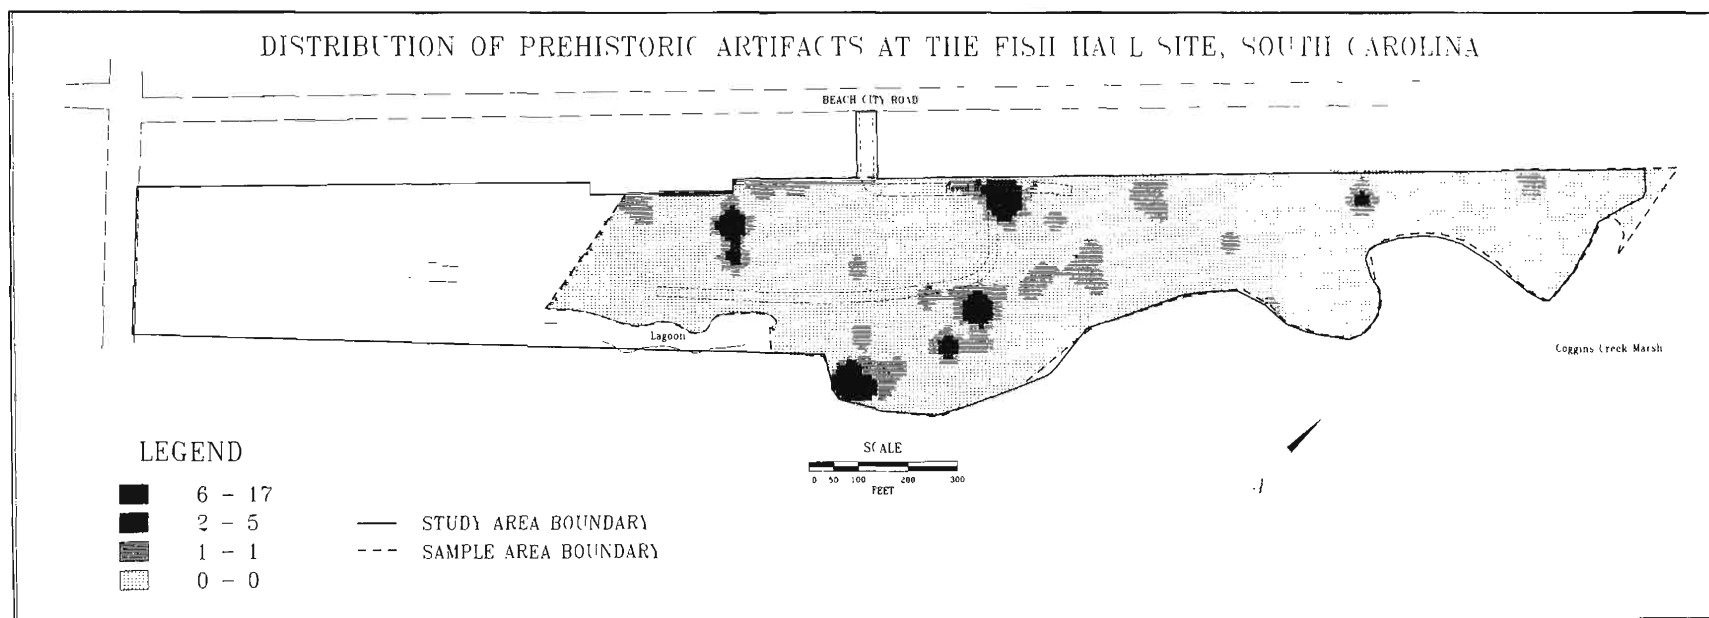 DISTRIBUTION OF PREHISTORIC ARTIFACTS AT THE FISH HAUL SITE, SOUTH CAROLINA
BEACH CITY ROAD
Lagoon
Coggins Creek Marsh
LEGEND
6 - 17
2 - 5
1 - 1
0 - 0
STUDY AREA BOUNDARY
SAMPLE AREA BOUNDARY
SCALE
0 50 100 200 300
FEET